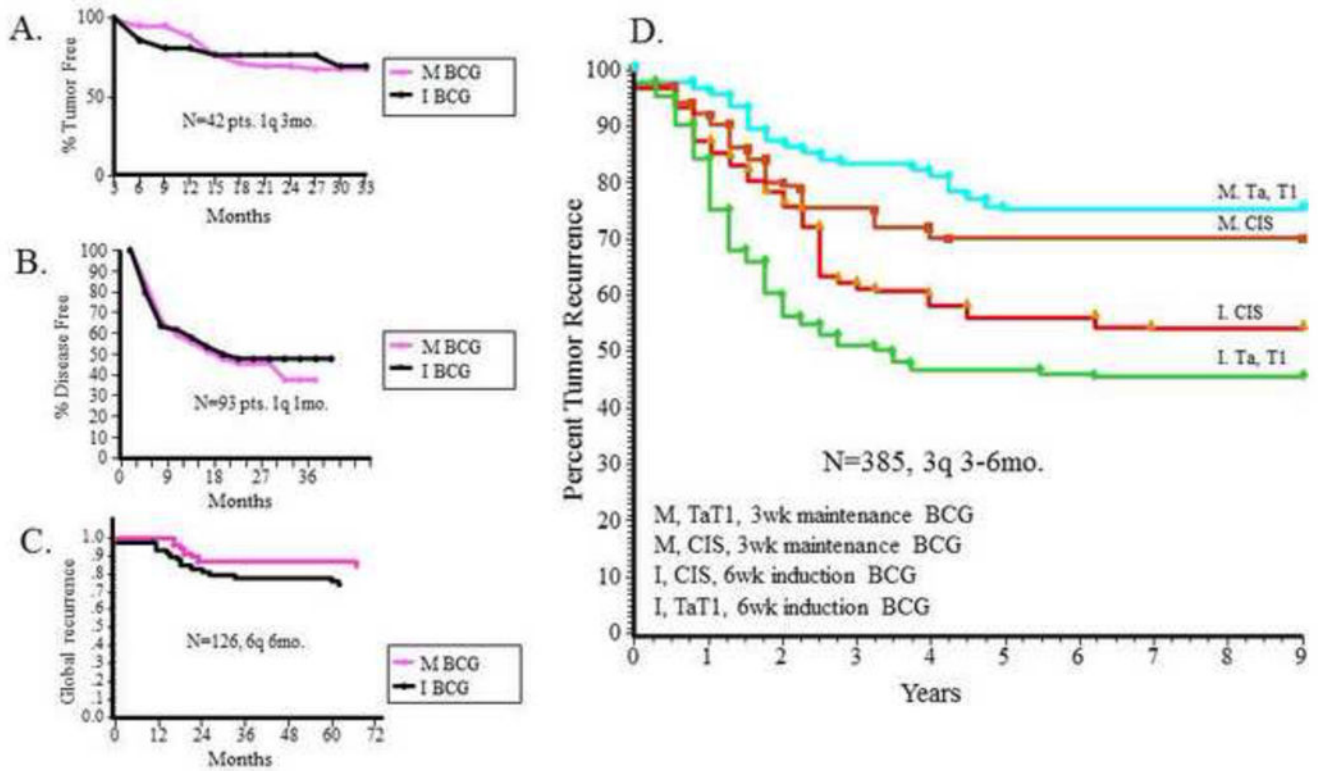 A.
% Tumor Free
100
50
0
N=42 pts. 1q 3mo.
3 6 9 12 15 18 21 24 27 30 33
Months
M BCG
I BCG
B.
% Disease Free
100
90
80
70
60
50
40
30
20
10
0
N=93 pts. 1q 1mo.
0 9 18 27 36
Months
M BCG
I BCG
C.
Global recurrence
1.0
.9
.8
.7
.6
.5
.4
.3
.2
.1
0.0
N=126, 6q 6mo.
0 12 24 36 48 60 72
Months
M BCG
I BCG
D.
Percent Tumor Recurrence
100
90
80
70
60
50
40
30
20
10
0
M. Ta, T1
M. CIS
I. CIS
I. Ta, T1
N=385, 3q 3-6mo.
M, TaT1, 3wk maintenance BCG
M, CIS, 3wk maintenance BCG
I, CIS, 6wk induction BCG
I, TaT1, 6wk induction BCG
0 1 2 3 4 5 6 7 8 9
Years